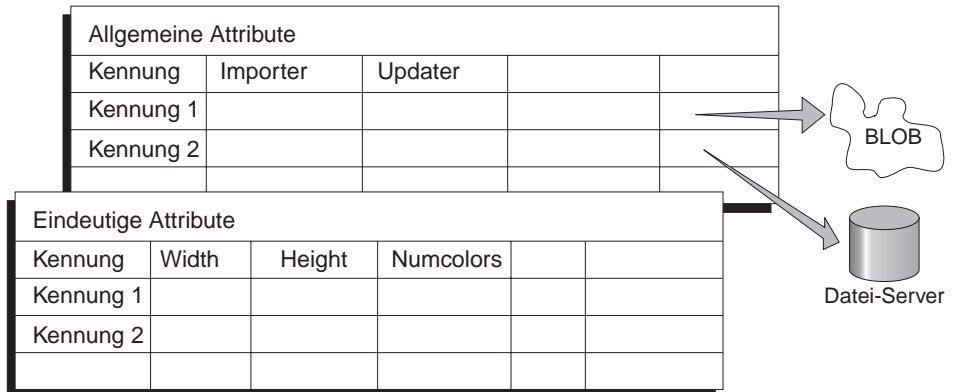 Allgemeine Attribute
Kennung Importer Updater
Kennung 1
Kennung 2
BLOB
Datei-Server
Eindeutige Attribute
Kennung Width Height Numcolors
Kennung 1
Kennung 2